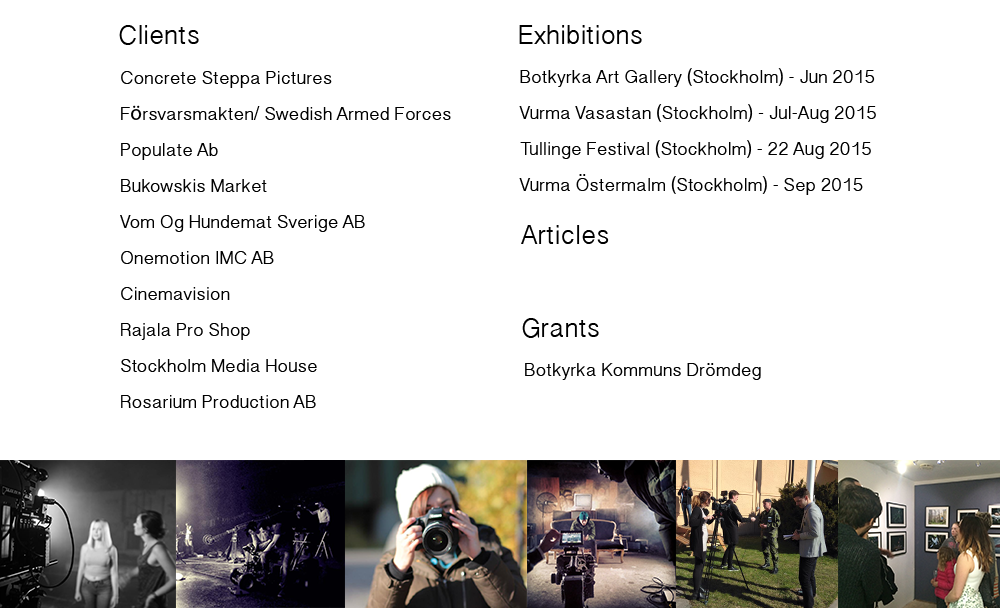 Clients
Concrete Steppa Pictures
Försvarsmakten/ Swedish Armed Forces
Populate Ab
Bukowskis Market
Vom Og Hundemat Sverige AB
Onemotion IMC AB
Cinemavision
Rajala Pro Shop
Stockholm Media House
Rosarium Production AB
Exhibitions
Botkyrka Art Gallery (Stockholm) - Jun 2015
Vurma Vasastan (Stockholm) - Jul-Aug 2015
Tullinge Festival (Stockholm) - 22 Aug 2015
Vurma Östermalm (Stockholm) - Sep 2015
Articles
Grants
Botkyrka Kommuns Drömdeg